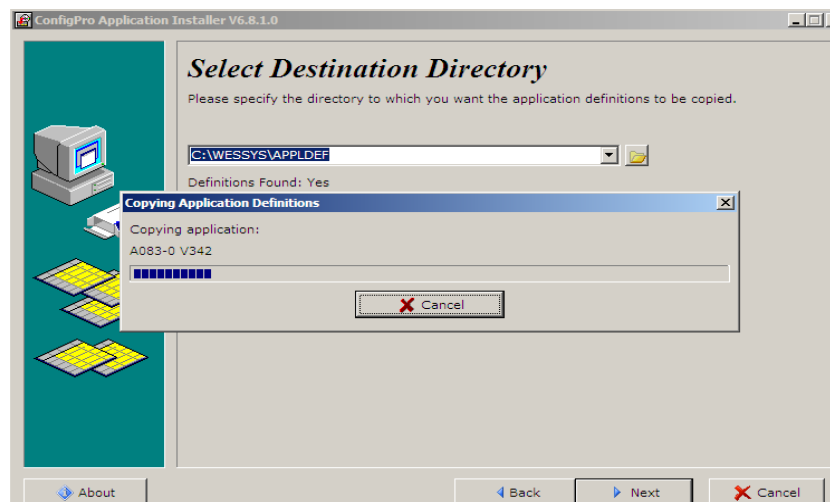 ConfigPro Application Installer V6.8.1.0
Select Destination Directory
Please specify the directory to which you want the application definitions to be copied.
C:\WESSYS\APPLDEF
Definitions Found: Yes
Copying Application Definitions
Copying application:
A083-0 V342
Cancel
About
Back
Next
Cancel